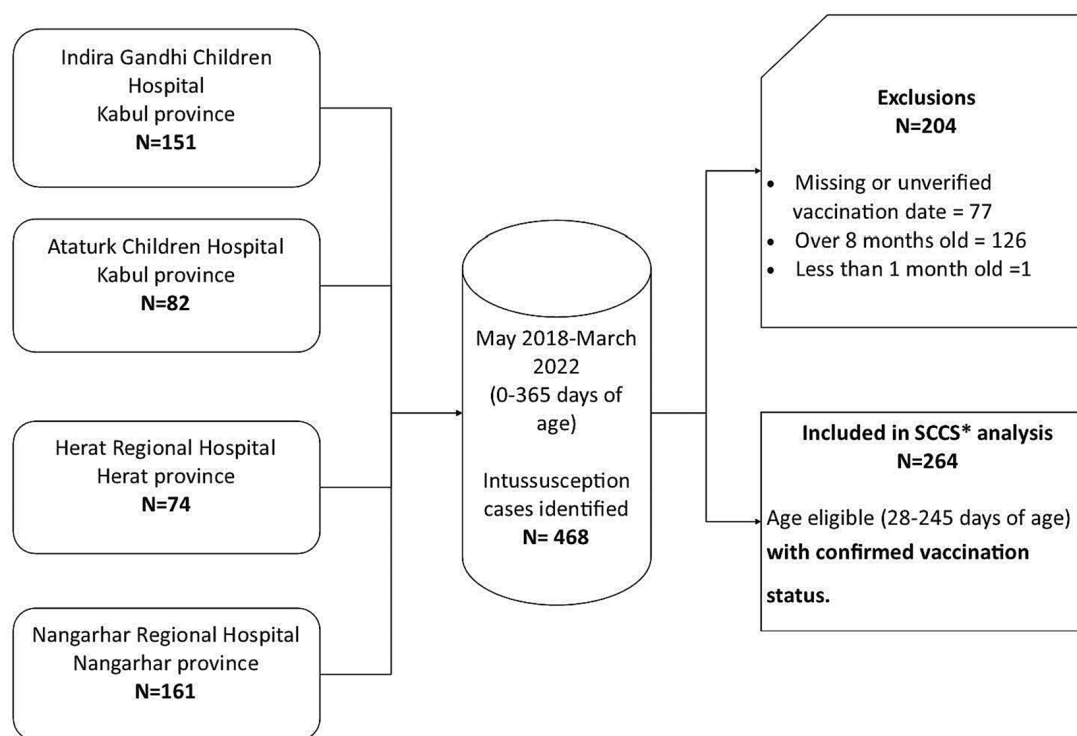 Indira Gandhi Children
Hospital
Kabul province
N=151
Ataturk Children Hospital
Kabul province
N=82
Herat Regional Hospital
Herat province
N=74
Nangarhar Regional Hospital
Nangarhar province
N=161
May 2018-March
2022
(0-365 days of
age)
Intussusception
cases identified
N= 468
Exclusions
N=204
• Missing or unverified
vaccination date = 77
• Over 8 months old = 126
• Less than 1 month old =1
Included in SCCS* analysis
N=264
Age eligible (28-245 days of age)
with confirmed vaccination
status.